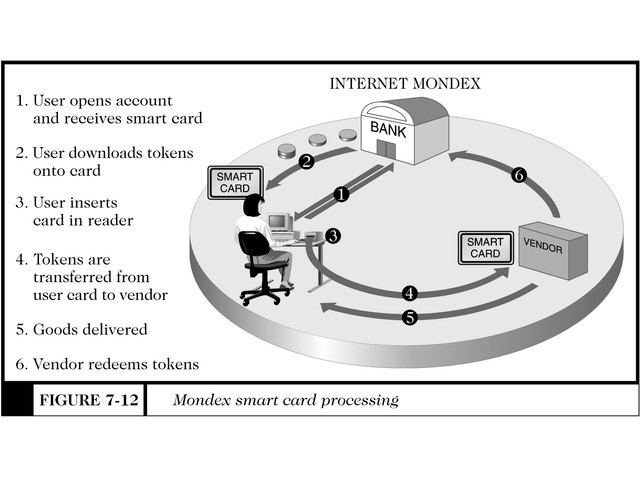 INTERNET MONDEX
1. User opens account
and receives smart card
2. User downloads tokens
onto card
3. User inserts
card in reader
4. Tokens are
transferred from
user card to vendor
5. Goods delivered
6. Vendor redeems tokens
BANK
2
SMART
CARD
1
6
3
SMART
CARD
VENDOR
4
5
FIGURE 7-12
Mondex smart card processing